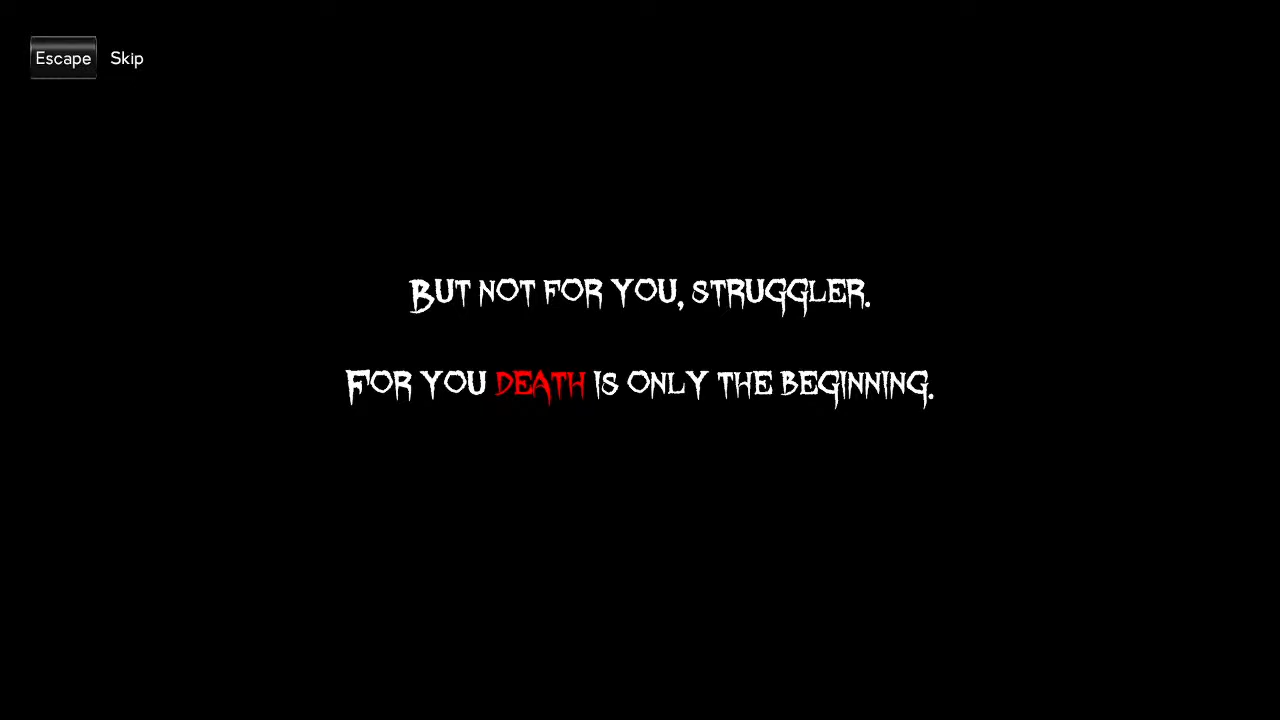 Escape Skip
But not for you, struggler.
For you death is only the beginning.